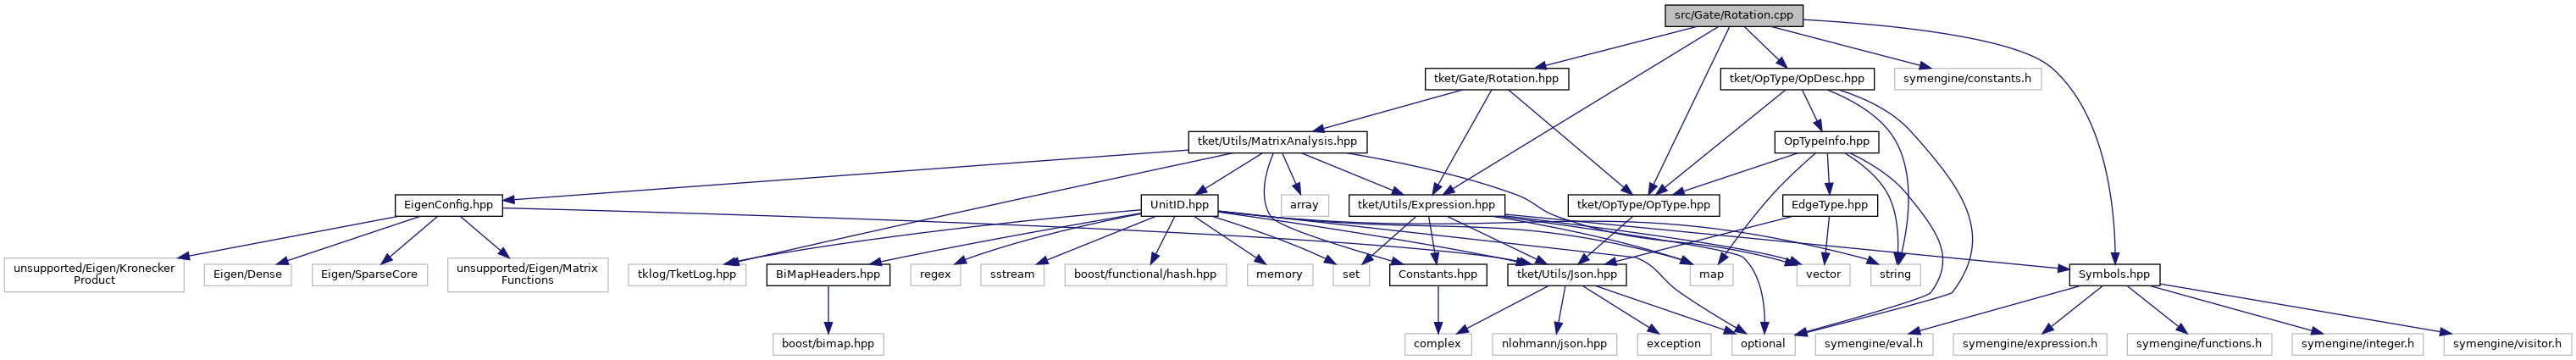 src/Gate/Rotation.cpp
tket/Gate/Rotation.hpp
tket/OpType/OpDesc.hpp
symengine/constants.h
tket/Utils/MatrixAnalysis.hpp
OpTypeInfo.hpp
EigenConfig.hpp
UnitID.hpp
array
tket/Utils/Expression.hpp
tket/OpType/OpType.hpp
EdgeType.hpp
unsupported/Eigen/Kronecker
Product
Eigen/Dense
Eigen/SparseCore
unsupported/Eigen/Matrix
Functions
tklog/TketLog.hpp
BiMapHeaders.hpp
regex
sstream
boost/functional/hash.hpp
memory
set
Constants.hpp
tket/Utils/Json.hpp
map
vector
string
Symbols.hpp
boost/bimap.hpp
complex
nlohmann/json.hpp
exception
optional
symengine/eval.h
symengine/expression.h
symengine/functions.h
symengine/integer.h
symengine/visitor.h